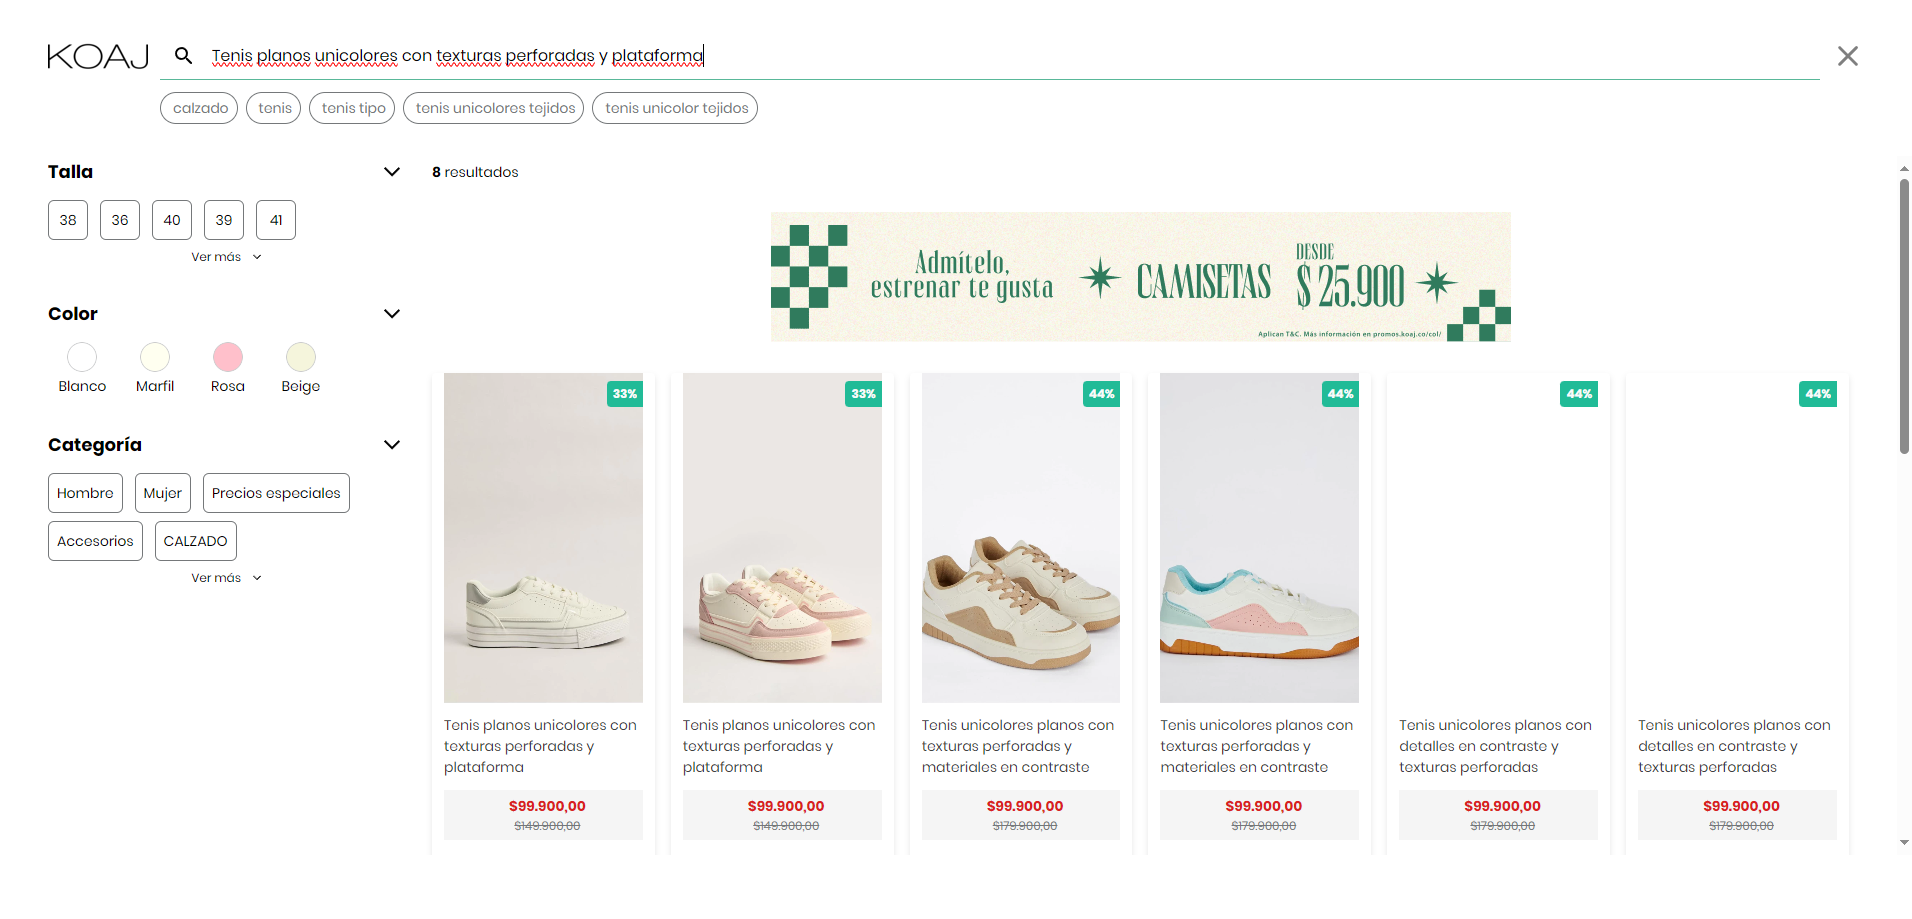 KOAJ
Tenis planos unicolores con texturas perforadas y plataforma
calzado
tenis
tenis tipo
tenis unicolores tejidos
tenis unicolor tejidos
Talla
38
36
40
39
41
Ver más
Color
Blanco
Marfil
Rosa
Beige
Categoría
Hombre
Mujer
Precios especiales
Accesorios
CALZADO
Ver más
8 resultados
Admítelo,
estrenar te gusta
CAMISETAS
DESDE
$ 25.900
Aplican T&C. Más información en promos.koaj.co/col/
33%
33%
44%
44%
44%
44%
Tenis planos unicolores con
texturas perforadas y
plataforma
$99.900,00
$149.900,00
Tenis planos unicolores con
texturas perforadas y
plataforma
$99.900,00
$149.900,00
Tenis unicolores planos con
texturas perforadas y
materiales en contraste
$99.900,00
$179.900,00
Tenis unicolores planos con
texturas perforadas y
materiales en contraste
$99.900,00
$179.900,00
Tenis unicolores planos con
detalles en contraste y
texturas perforadas
$99.900,00
$179.900,00
Tenis unicolores planos con
detalles en contraste y
texturas perforadas
$99.900,00
$179.900,00